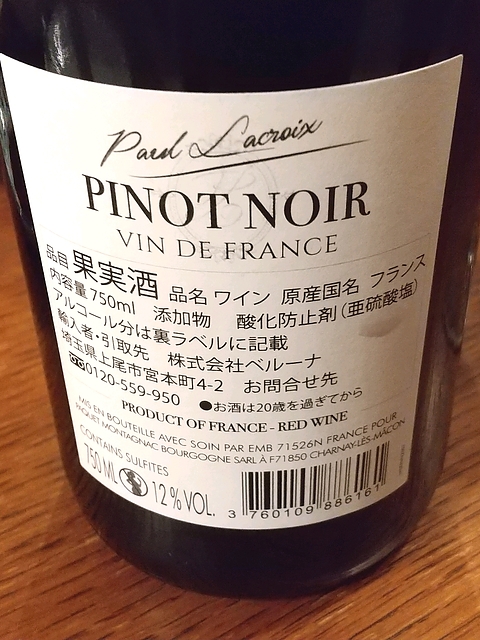 Paul Lacroix
PINOT NOIR
VIN DE FRANCE
品目 果実酒 品名 ワイン 原産国名 フランス
内容量 750ml 添加物 酸化防止剤(亜硫酸塩)
アルコール分は裏ラベルに記載
輸入者・引取先 株式会社ベルーナ
埼玉県上尾市宮本町4-2 お問合せ先
0120-559-950 ●お酒は20歳を過ぎてから
PRODUCT OF FRANCE - RED WINE
MIS EN BOUTEILLE AVEC SOIN PAR EMB 71526N FRANCE POUR
PAQUET MONTAGNAC BOURGOGNE SARL À F71850 CHARNAY-LÈS-MÂCON
CONTAINS SULFITES
750 ML 12 % VOL.
3 760109 886161